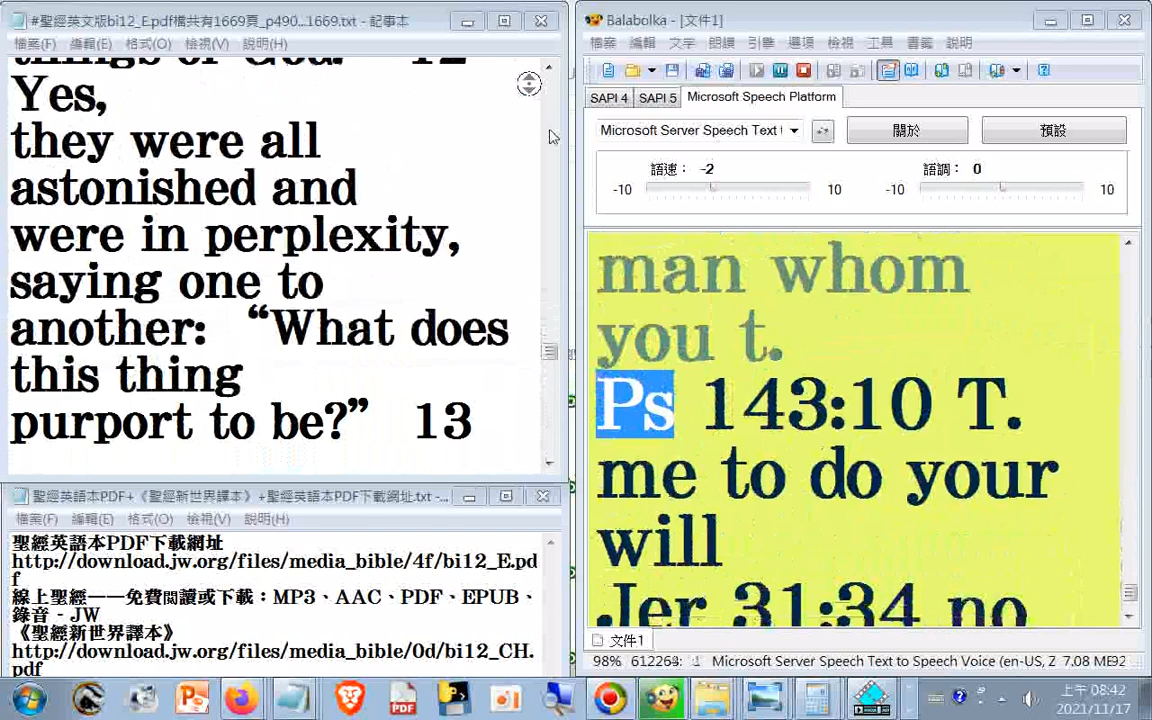 #聖經英文版bi12_E.pdf檔共有1669頁_p490...1669.txt - 記事本
檔案(F) 編輯(E) 格式(O) 檢視(V) 說明(H)
things of God." 12
Yes,
they were all
astonished and
were in perplexity,
saying one to
another: “What does
this thing
purport to be?” 13
聖經英語本PDF+《聖經新世界譯本》+聖經英語本PDF下載網址.txt -...
檔案(F) 編輯(E) 格式(O) 檢視(V) 說明(H)
聖經英語本PDF下載網址
http://download.jw.org/files/media_bible/4f/bi12_E.pd
f
線上聖經——免費閱讀或下載：MP3、AAC、PDF、EPUB、
錄音 - JW
《聖經新世界譯本》
http://download.jw.org/files/media_bible/0d/bi12_CH.
pdf
Balabolka - [文件1]
檔案 編輯 文字 朗讀 引擎 選項 檢視 工具 書籤 說明
SAPI 4 SAPI 5 Microsoft Speech Platform
Microsoft Server Speech Text 關於 預設
語速： -2 語調： 0
-10 10 -10 10
man whom
you t.
Ps 143:10 T.
me to do your
will
Jer 31:34 no
文件1
98% Microsoft Server Speech Text to Speech Voice (en-US, Z 7.08 ME
上午 08:42
2021/11/17